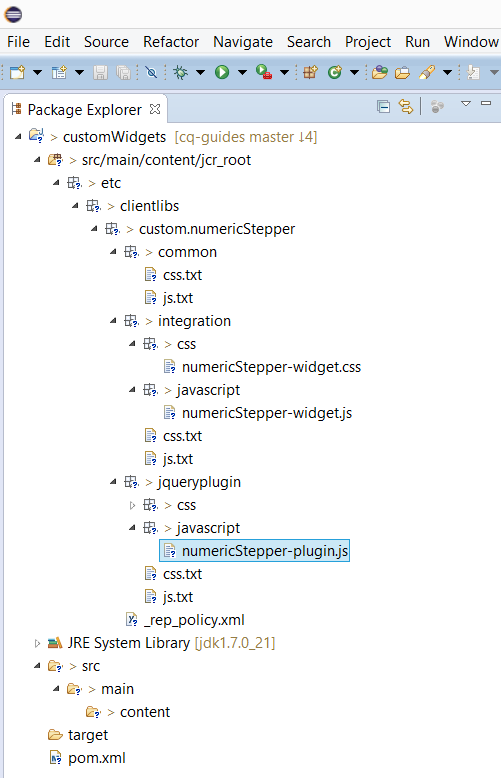 File Edit Source Refactor Navigate Search Project Run Window
Package Explorer
> customWidgets [cq-guides master ↓4]
> src/main/content/jcr_root
> etc
> clientlibs
> custom.numericStepper
> common
css.txt
js.txt
> integration
> css
numericStepper-widget.css
> javascript
numericStepper-widget.js
css.txt
js.txt
> jqueryplugin
> css
> javascript
numericStepper-plugin.js
css.txt
js.txt
_rep_policy.xml
JRE System Library [jdk1.7.0_21]
> src
> main
> content
target
pom.xml